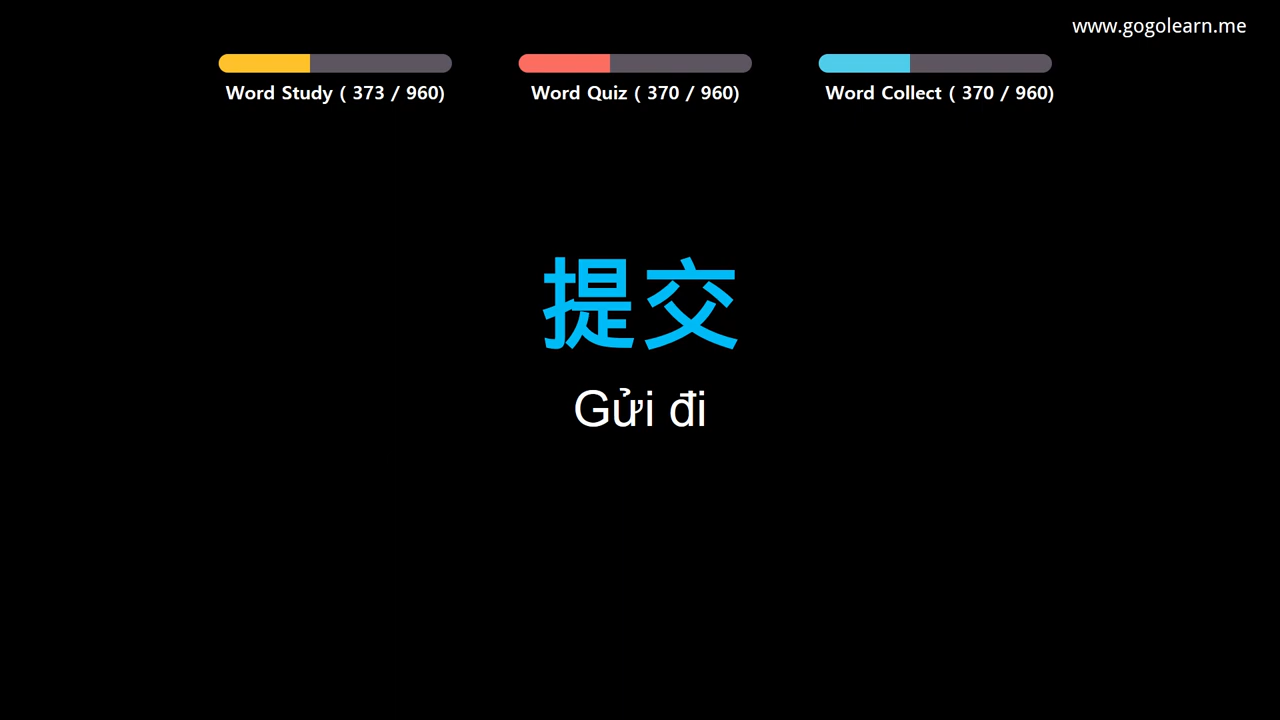 www.gogolearn.me
Word Study ( 373 / 960)
Word Quiz ( 370 / 960)
Word Collect ( 370 / 960)
提交
Gửi đi